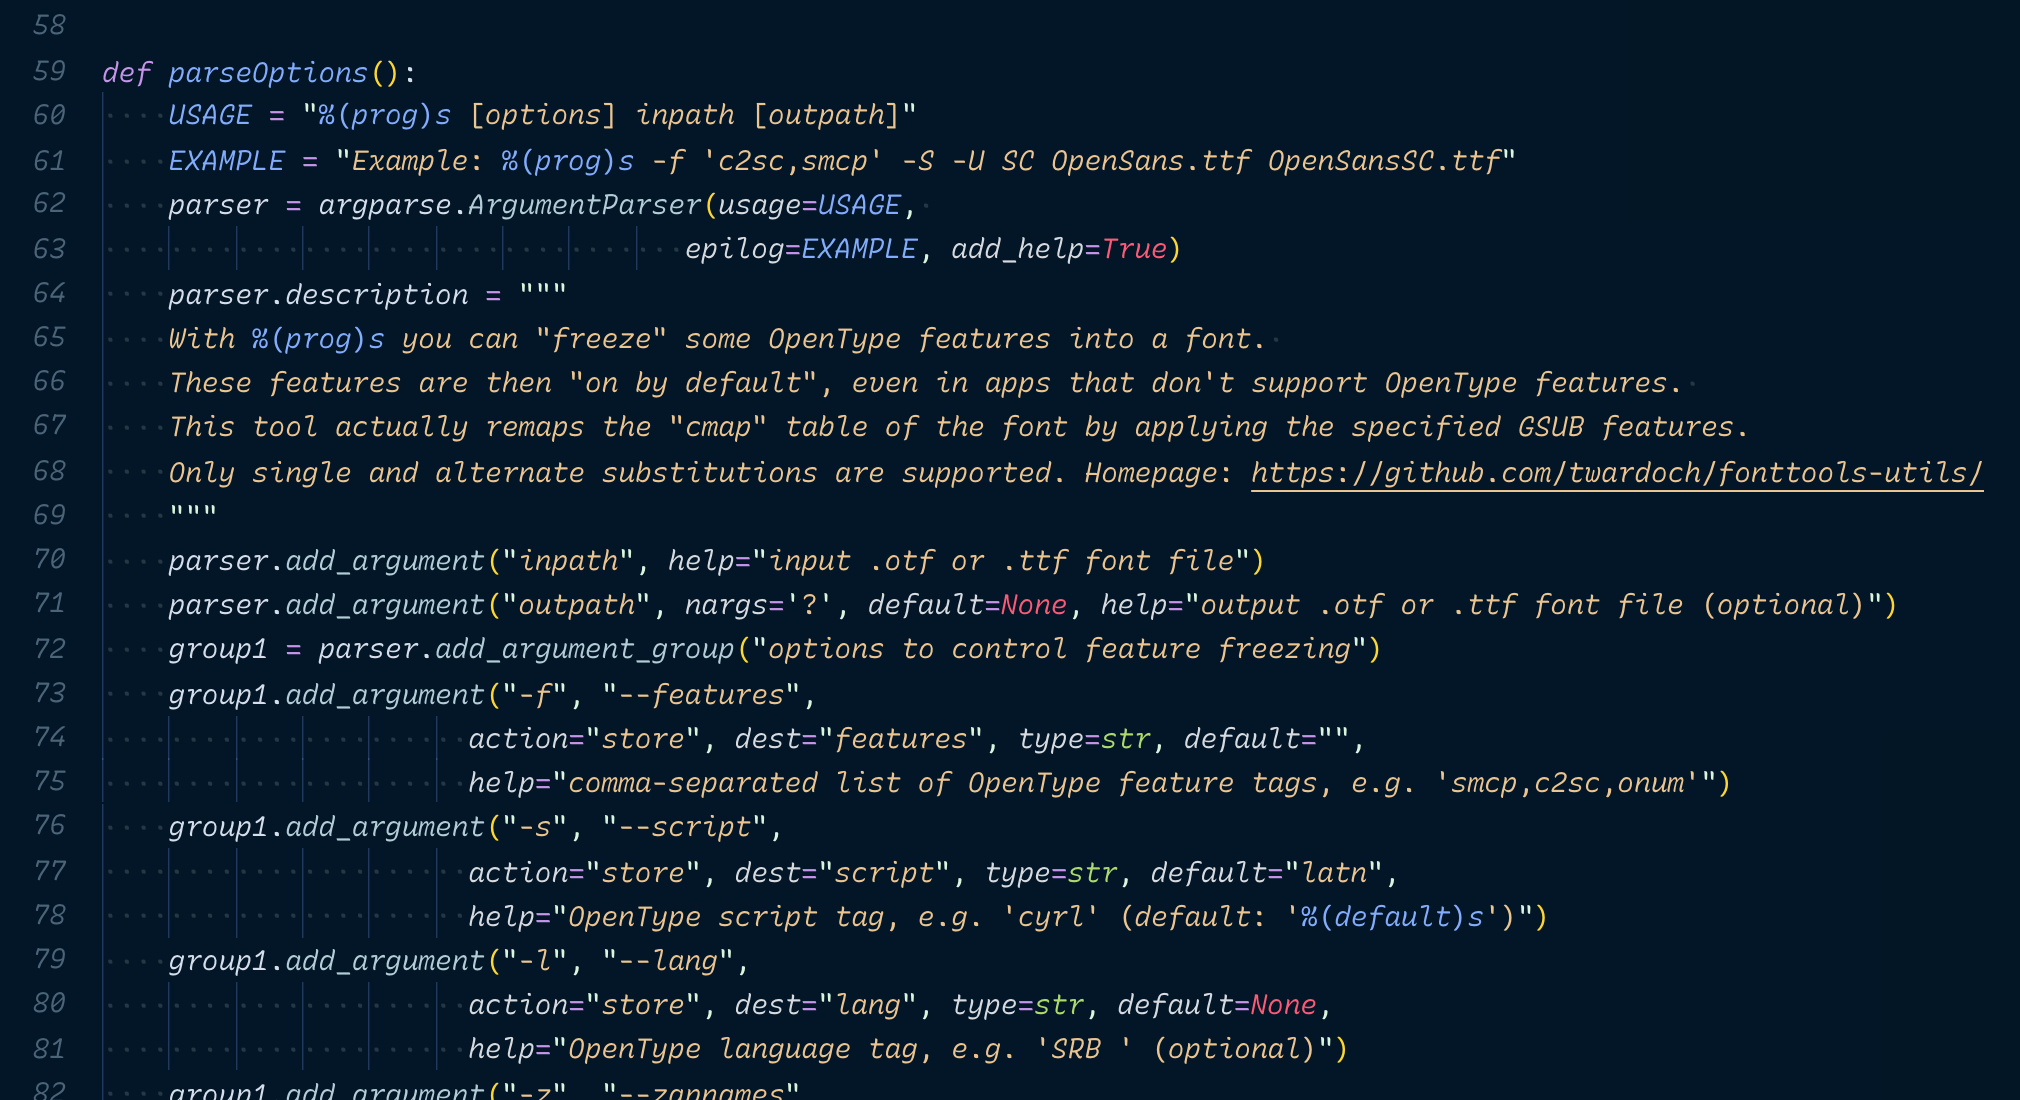 58
59 def parseOptions():
60     USAGE = "%(prog)s [options] inpath [outpath]"
61     EXAMPLE = "Example: %(prog)s -f 'c2sc,smcp' -S -U SC OpenSans.ttf OpenSansSC.ttf"
62     parser = argparse.ArgumentParser(usage=USAGE,
63                                    epilog=EXAMPLE, add_help=True)
64     parser.description = """
65     With %(prog)s you can "freeze" some OpenType features into a font.
66     These features are then "on by default", even in apps that don't support OpenType features.
67     This tool actually remaps the "cmap" table of the font by applying the specified GSUB features.
68     Only single and alternate substitutions are supported. Homepage: https://github.com/twardoch/fonttools-utils/
69     """
70     parser.add_argument("inpath", help="input .otf or .ttf font file")
71     parser.add_argument("outpath", nargs='?', default=None, help="output .otf or .ttf font file (optional)")
72     group1 = parser.add_argument_group("options to control feature freezing")
73     group1.add_argument("-f", "--features",
74                       action="store", dest="features", type=str, default="",
75                       help="comma-separated list of OpenType feature tags, e.g. 'smcp,c2sc,onum'")
76     group1.add_argument("-s", "--script",
77                       action="store", dest="script", type=str, default="latn",
78                       help="OpenType script tag, e.g. 'cyrl' (default: '%(default)s')")
79     group1.add_argument("-l", "--lang",
80                       action="store", dest="lang", type=str, default=None,
81                       help="OpenType language tag, e.g. 'SRB ' (optional)")
82     group1.add_argument("-z", "--zapnames"